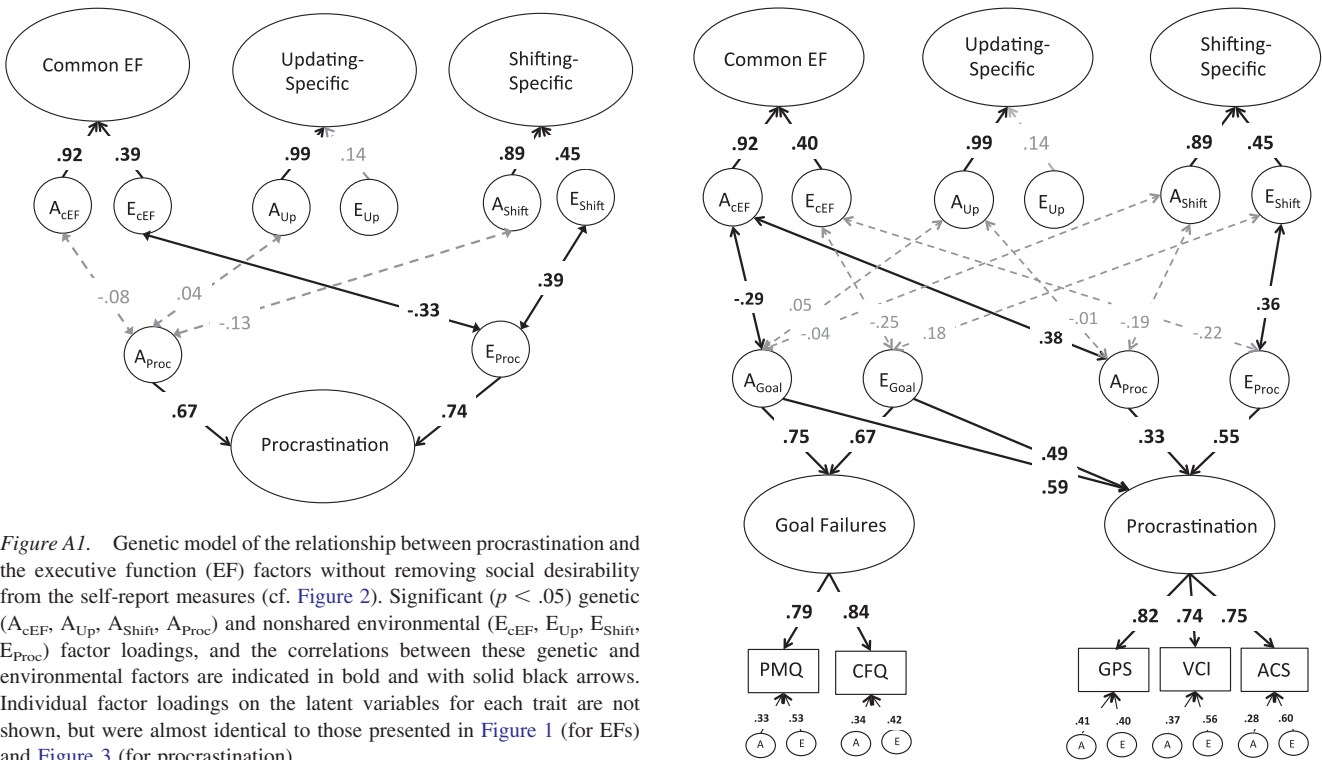 Common EF
Updating-
Specific
Shifting-
Specific
.92 .39 .99 .14 .89 .45
AcEF EcEF AUp EUp AShift EShift
-.08 .04 -.13 -.33 .39
AProc EProc
.67 .74
Procrastination
Figure A1. Genetic model of the relationship between procrastination and
the executive function (EF) factors without removing social desirability
from the self-report measures (cf. Figure 2). Significant (p < .05) genetic
(AcEF, AUp, AShift, AProc) and nonshared environmental (EcEF, EUp, EShift,
EProc) factor loadings, and the correlations between these genetic and
environmental factors are indicated in bold and with solid black arrows.
Individual factor loadings on the latent variables for each trait are not
shown, but were almost identical to those presented in Figure 1 (for EFs)
and Figure 3 (for procrastination)
Common EF
Updating-
Specific
Shifting-
Specific
.92 .40 .99 .14 .89 .45
AcEF EcEF AUp EUp AShift EShift
-.29 .05 -.04 -.25 .18 .38 -.01 -.19 -.22 .36
AGoal EGoal AProc EProc
.75 .67 .49 .59 .33 .55
Goal Failures Procrastination
.79 .84 .82 .74 .75
PMQ CFQ GPS VCI ACS
.33 .53 .34 .42 .41 .40 .37 .56 .28 .60
A E A E A E A E A E